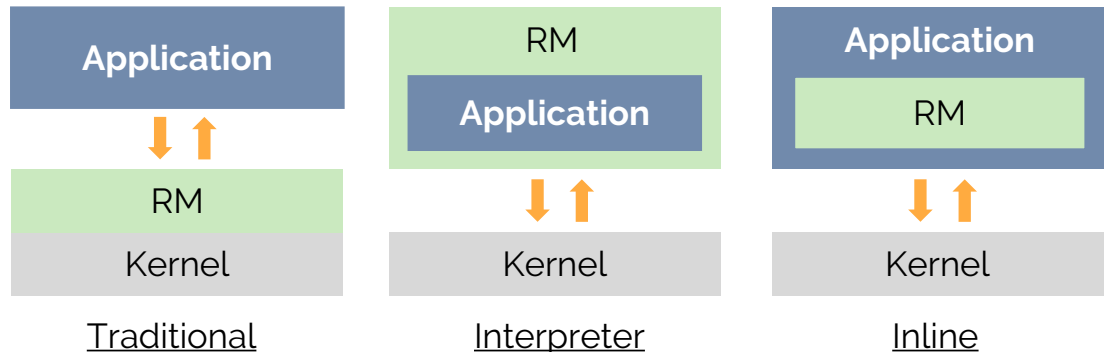 Application
RM
Kernel
Traditional
RM
Application
Kernel
Interpreter
Application
RM
Kernel
Inline